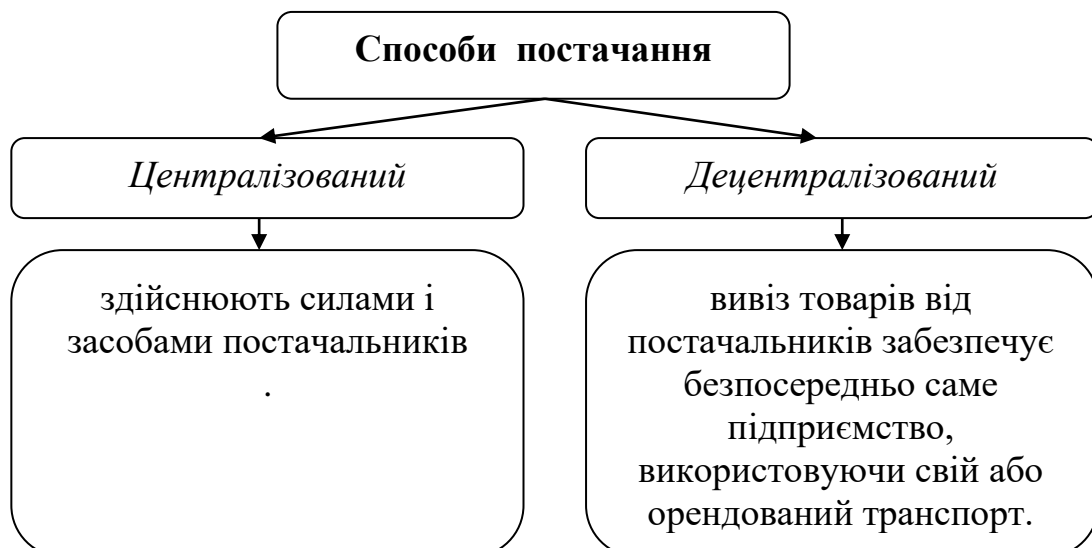 Способи постачання
Централізований
Децентралізований
здійснюють силами і
засобами постачальників
.
вивіз товарів від
постачальників забезпечує
безпосередньо саме
підприємство,
використовуючи свій або
орендований транспорт.